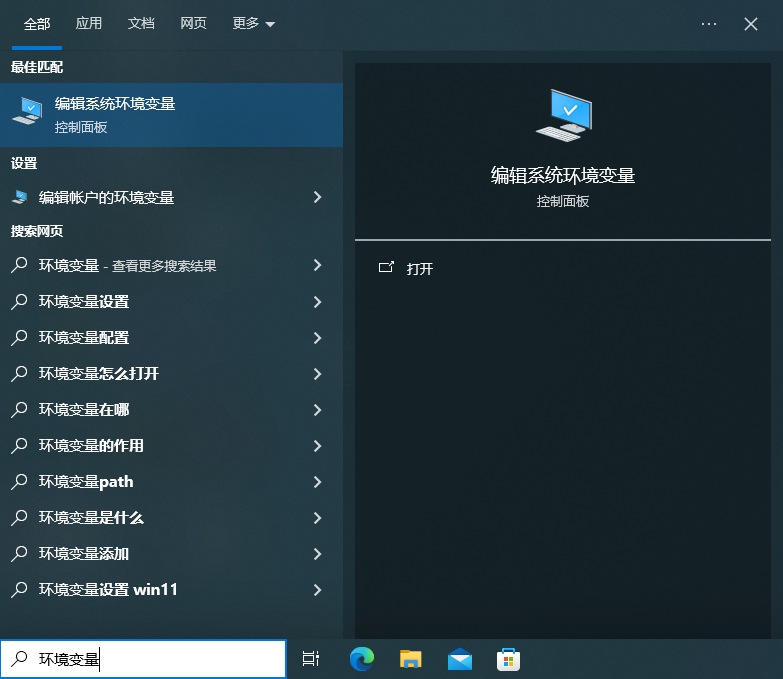 全部 应用 文档 网页 更多
最佳匹配
编辑系统环境变量
控制面板
设置
编辑帐户的环境变量
搜索网页
环境变量 - 查看更多搜索结果
环境变量设置
环境变量配置
环境变量怎么打开
环境变量在哪
环境变量的作用
环境变量path
环境变量是什么
环境变量添加
环境变量设置 win11
编辑系统环境变量
控制面板
打开
环境变量